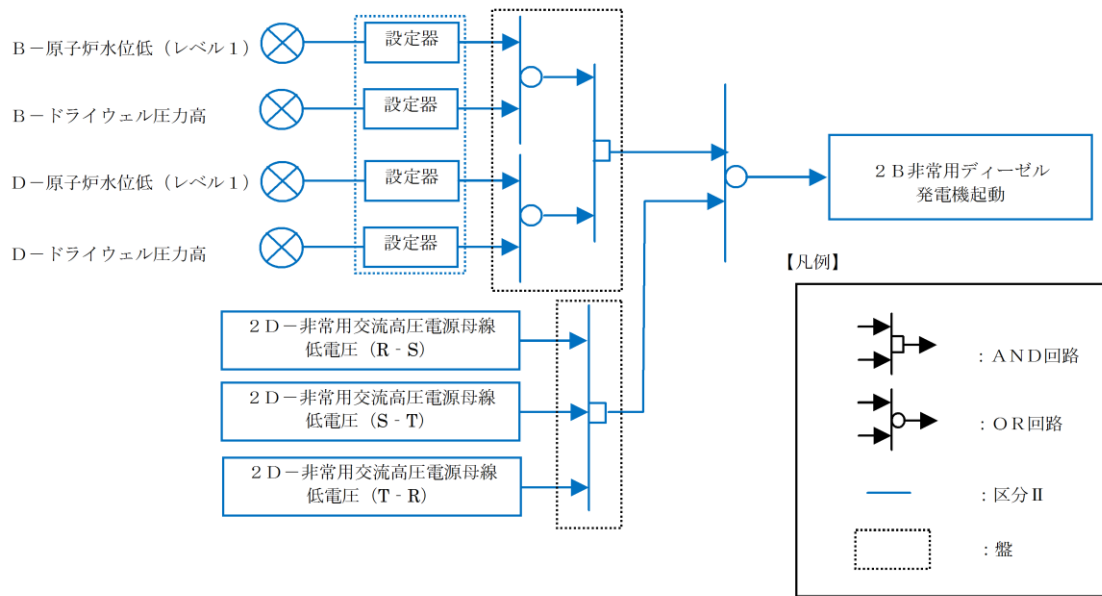 B－原子炉水位低（レベル１）
設定器
B－ドライウェル圧力高
設定器
D－原子炉水位低（レベル１）
設定器
D－ドライウェル圧力高
設定器
２B非常用ディーゼル
発電機起動
２D－非常用交流高圧電源母線
低電圧（R‐S）
２D－非常用交流高圧電源母線
低電圧（S‐T）
２D－非常用交流高圧電源母線
低電圧（T‐R）
【凡例】
：AND回路
：OR回路
：区分Ⅱ
：盤